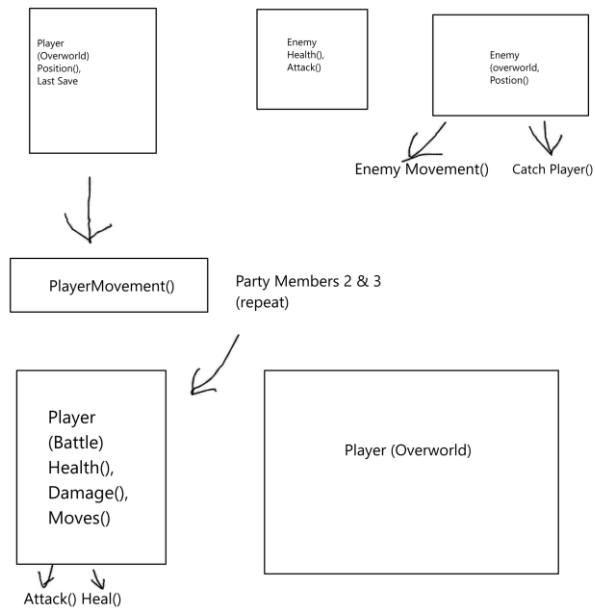 Player
(Overworld)
Position(),
Last Save
Enemy
Health(),
Attack()
Enemy
(overworld,
Postion()
Enemy Movement()
Catch Player()
PlayerMovement()
Party Members 2 & 3
(repeat)
Player
(Battle)
Health(),
Damage(),
Moves()
Attack() Heal()
Player (Overworld)